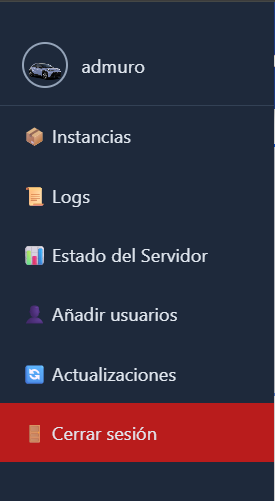 admuro
Instancias
Logs
Estado del Servidor
Añadir usuarios
Actualizaciones
Cerrar sesión